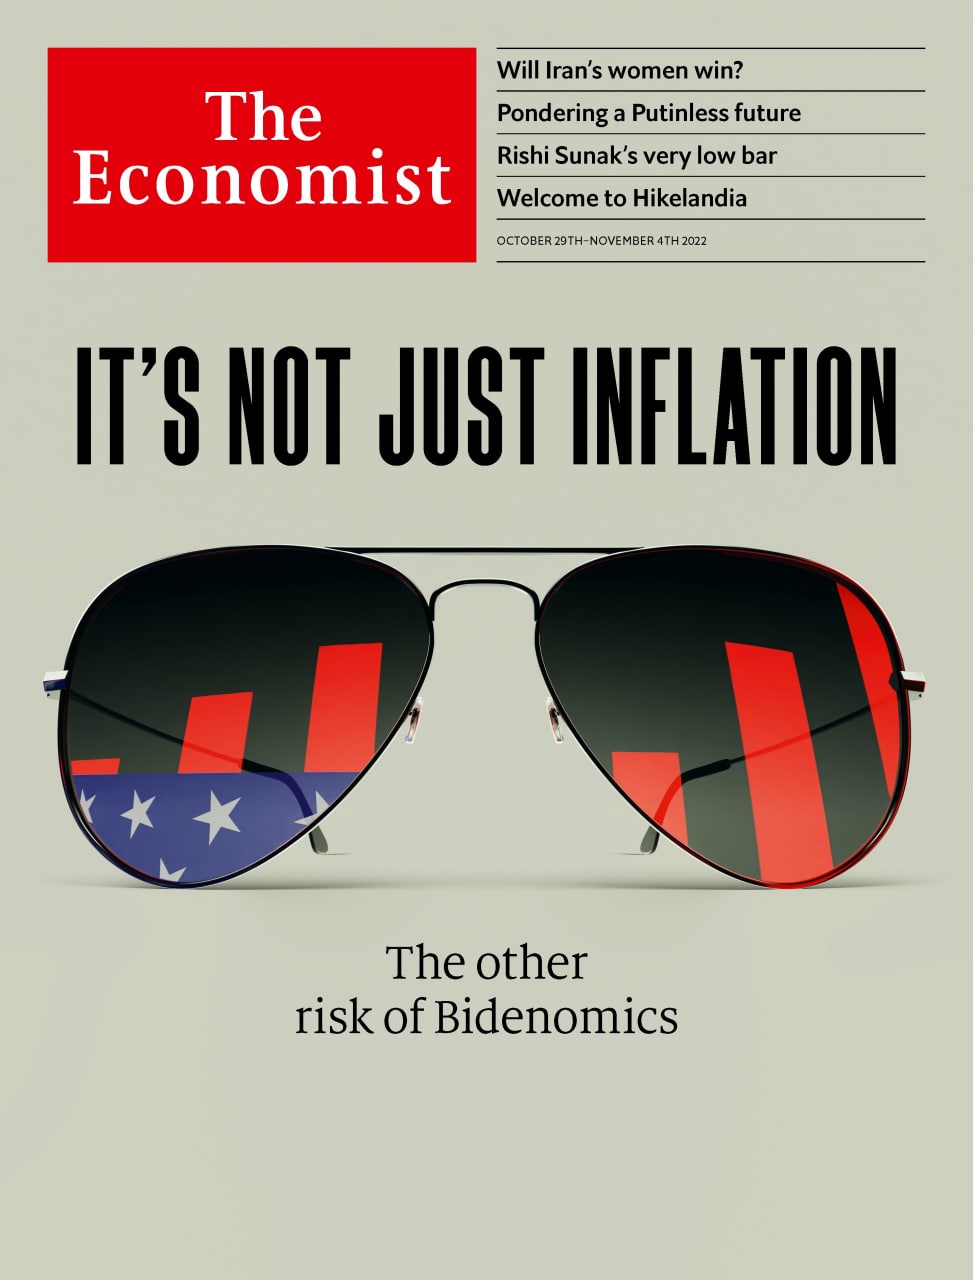 The
Economist
Will Iran’s women win?
Pondering a Putinless future
Rishi Sunak’s very low bar
Welcome to Hikelandia
OCTOBER 29TH–NOVEMBER 4TH 2022
IT’S NOT JUST INFLATION
The other
risk of Bidenomics